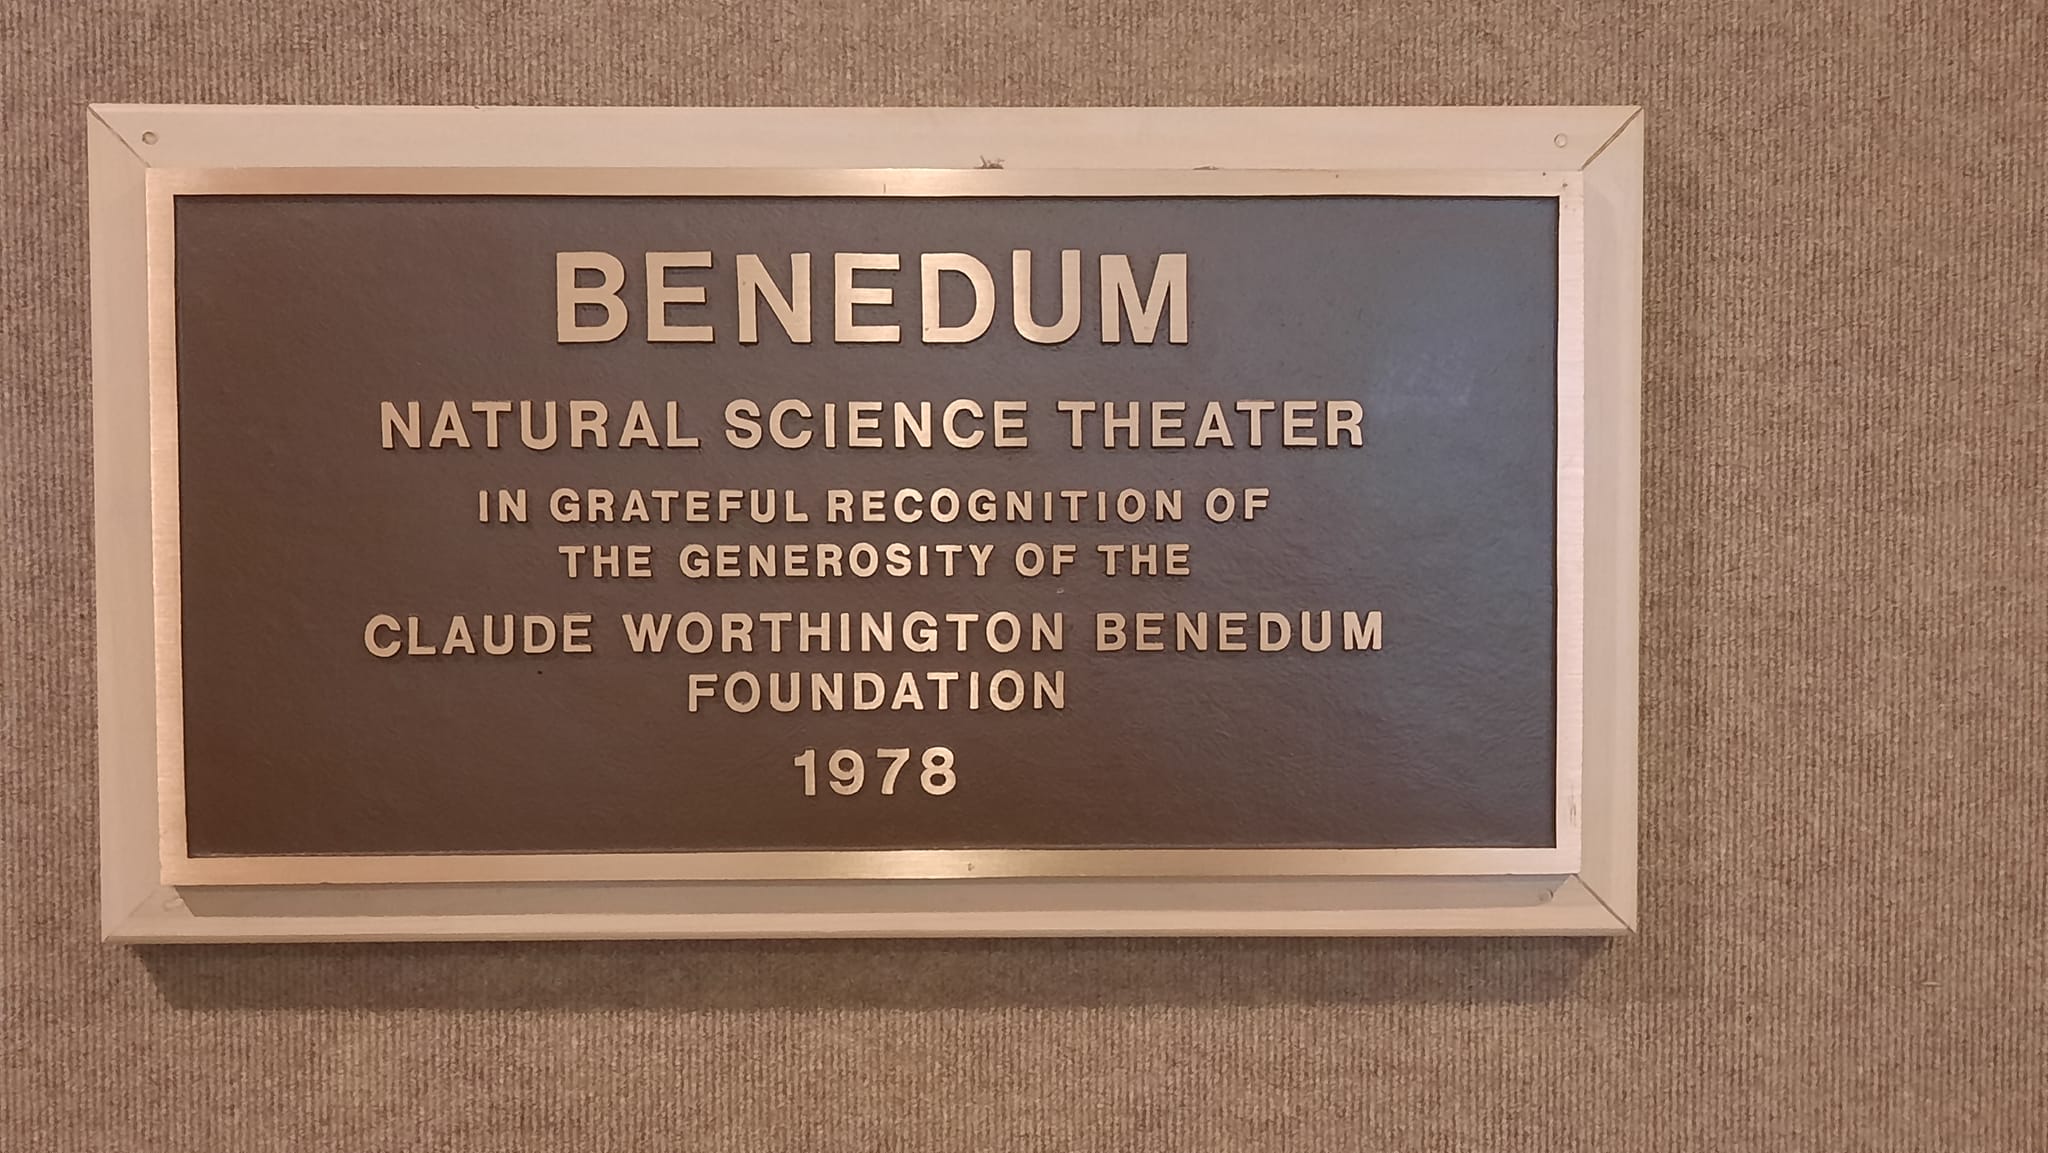 BENEDUM
NATURAL SCIENCE THEATER
IN GRATEFUL RECOGNITION OF
THE GENEROSITY OF THE
CLAUDE WORTHINGTON BENEDUM
FOUNDATION
1978